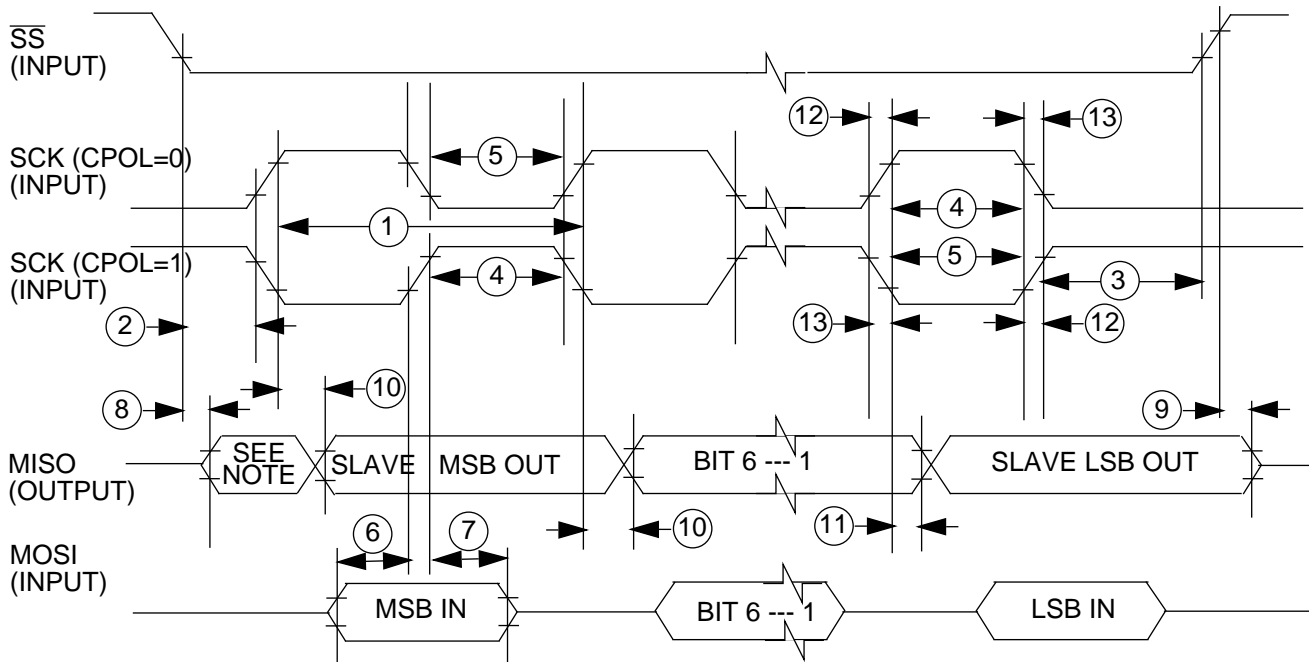 SS
(INPUT)
12
13
SCK (CPOL=0)
(INPUT)
5
1
4
SCK (CPOL=1)
(INPUT)
4
5
3
2
13
12
8
10
9
MISO
(OUTPUT)
SEE
NOTE
SLAVE MSB OUT
BIT 6 --- 1
SLAVE LSB OUT
6
7
10
11
MOSI
(INPUT)
MSB IN
BIT 6 --- 1
LSB IN